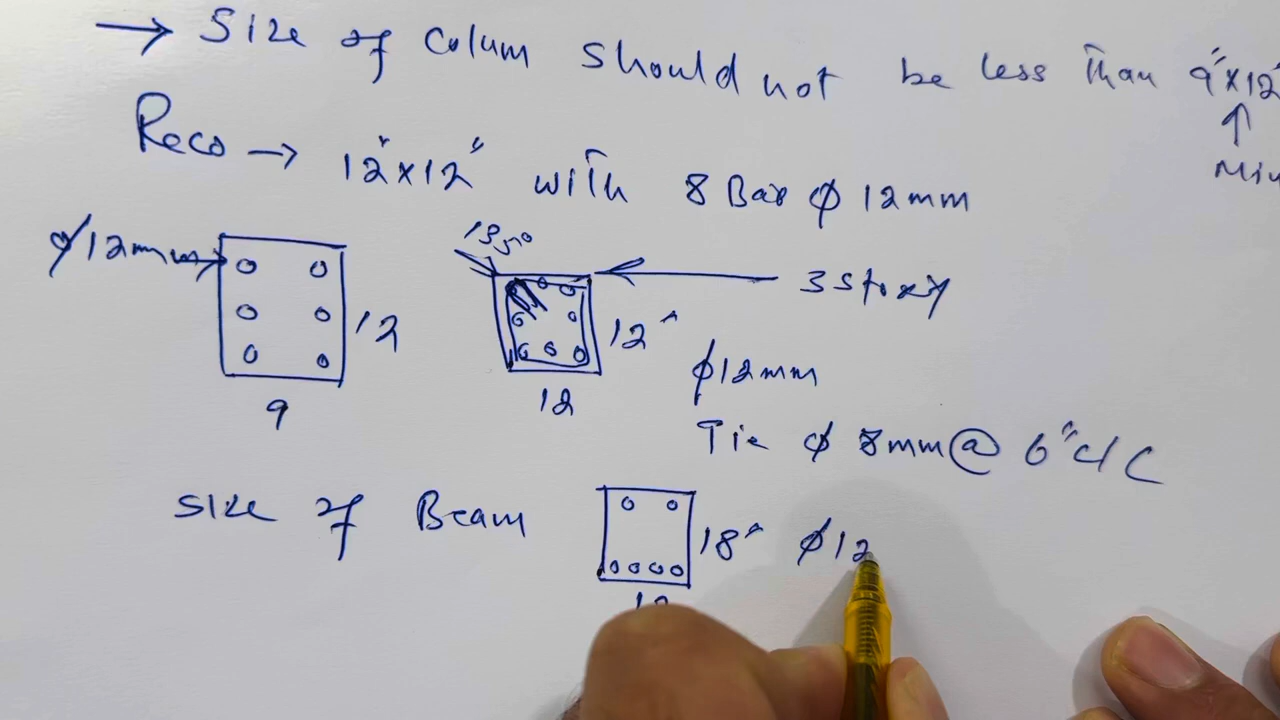 → Size of Colum should not be less than 9"x12"
↑
Reco → 12"x12" with 8 Bar ϕ 12mm
135°
ϕ12mm
3 story
12
12"
9
12
ϕ12mm
Tie ϕ 8mm@ 6"c/c
Size of Beam
18"
ϕ12